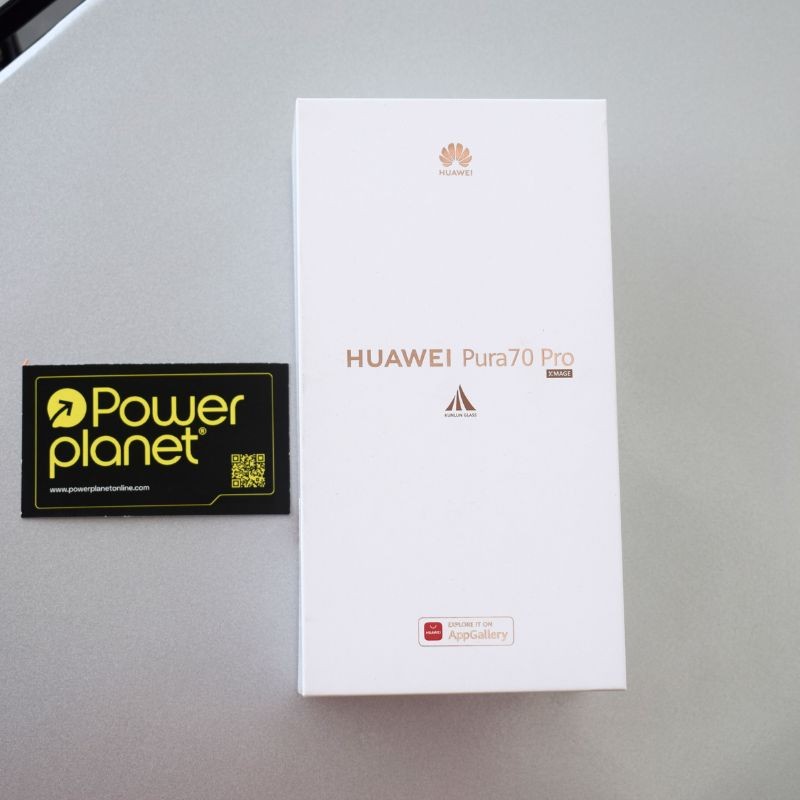 HUAWEI
HUAWEI Pura70 Pro
XMAGE
KUNLUN GLASS
HUAWEI
EXPLORE IT ON
AppGallery
Power
planet®
www.powerplanetonline.com